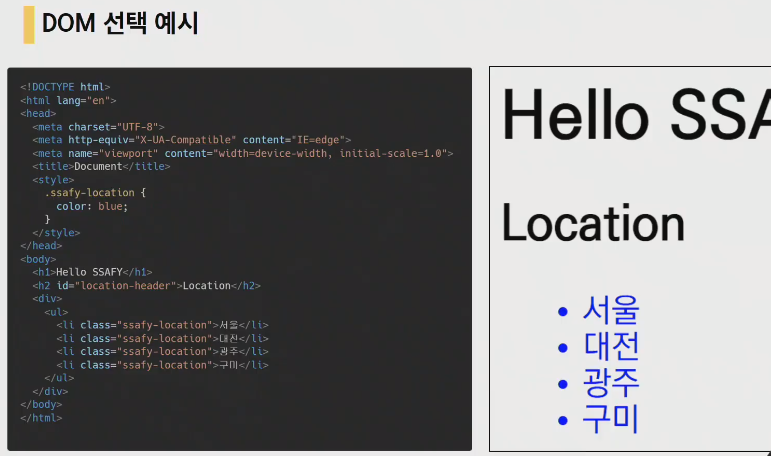 DOM 선택 예시
<!DOCTYPE html>
<html lang="en">
<head>
  <meta charset="UTF-8">
  <meta http-equiv="X-UA-Compatible" content="IE=edge">
  <meta name="viewport" content="width=device-width, initial-scale=1.0">
  <title>Document</title>
  <style>
    .ssafy-location {
      color: blue;
    }
  </style>
</head>
<body>
  <h1>Hello SSAFY</h1>
  <h2 id="location-header">Location</h2>
  <div>
    <ul>
      <li class="ssafy-location">서울</li>
      <li class="ssafy-location">대전</li>
      <li class="ssafy-location">광주</li>
      <li class="ssafy-location">구미</li>
    </ul>
  </div>
</body>
</html>
Hello SSA
Location
• 서울
• 대전
• 광주
• 구미